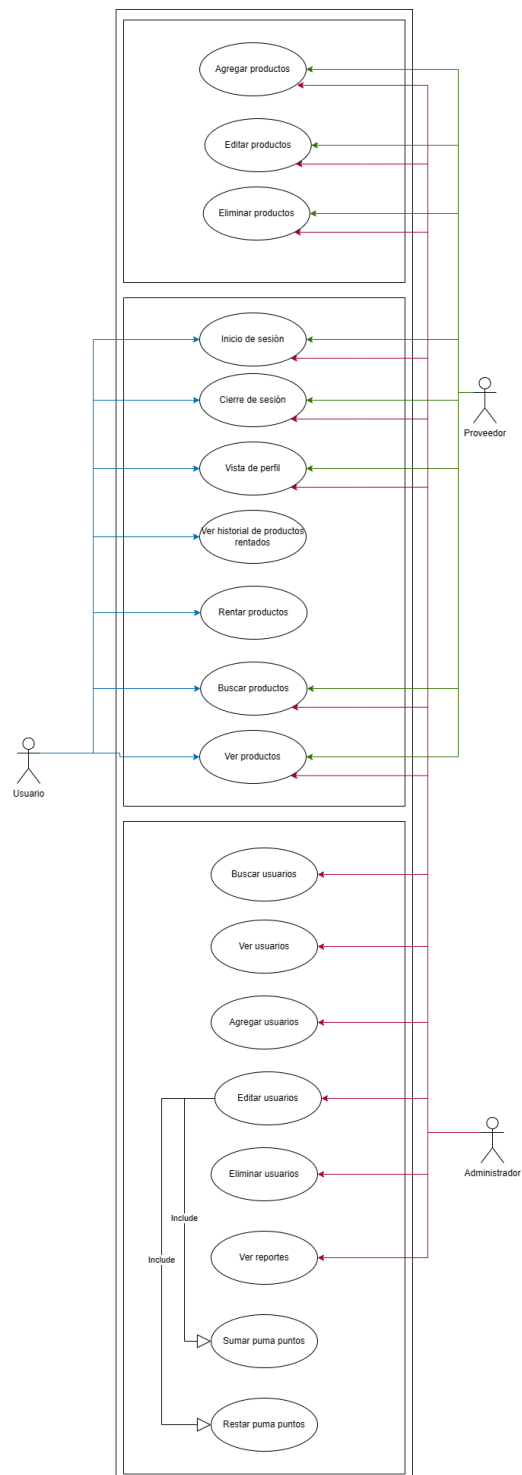 Agregar productos
Editar productos
Eliminar productos
Inicio de sesión
Cierre de sesión
Proveedor
Vista de perfil
Ver historial de productos
rentados
Rentar productos
Buscar productos
Ver productos
Usuario
Buscar usuarios
Ver usuarios
Agregar usuarios
Editar usuarios
Eliminar usuarios
Administrador
Include
Include
Ver reportes
Sumar puma puntos
Restar puma puntos